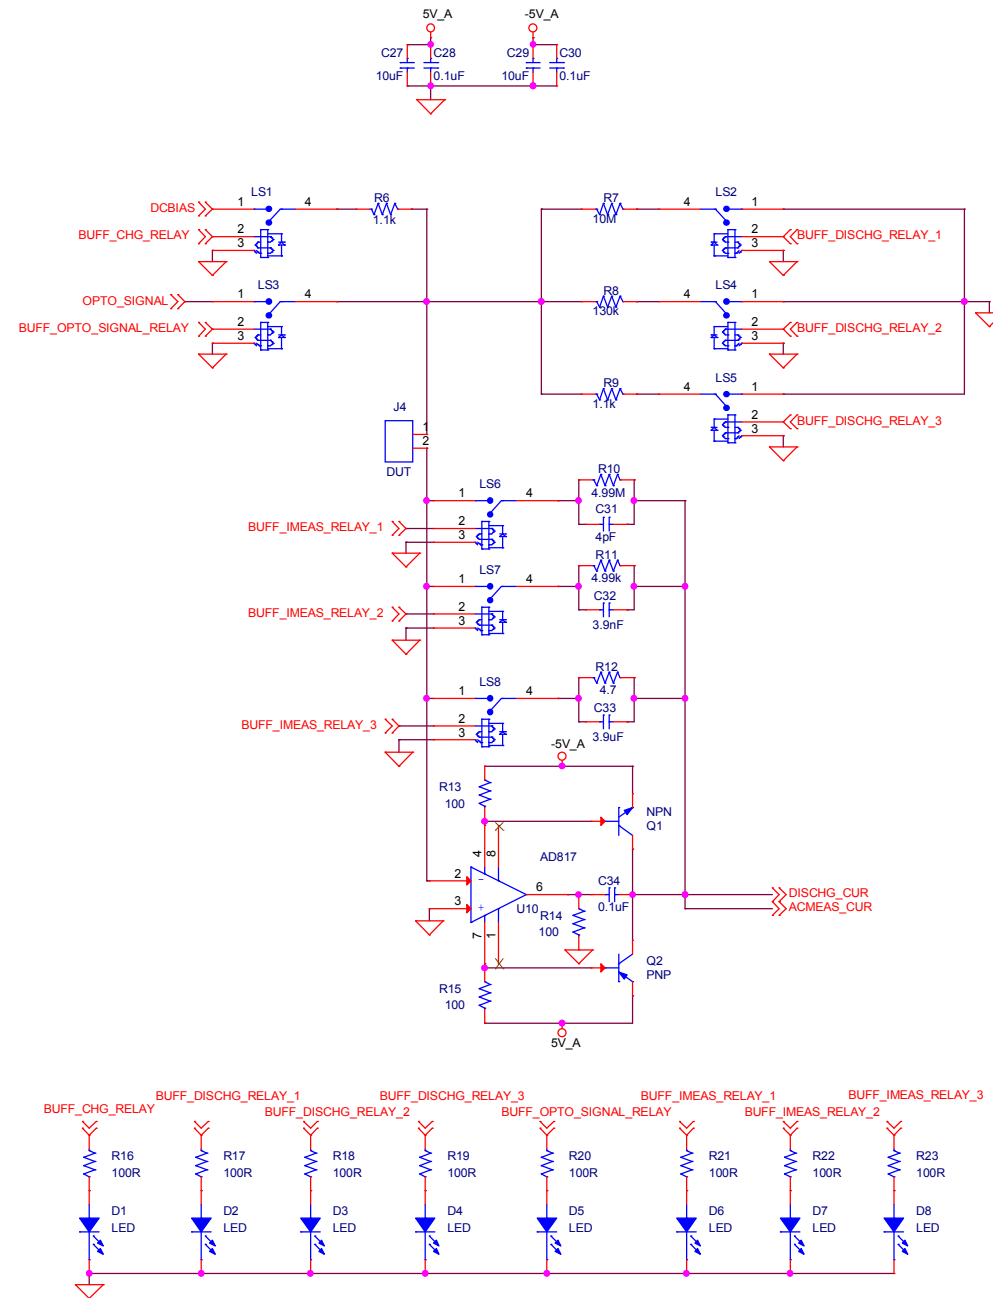 5V_A -5V_A
C27 C28 C29 C30
10uF 0.1uF 10uF 0.1uF
LS1
DCBIAS 1 4 R6 1.1k
BUFF_CHG_RELAY 2
3
LS3
OPTO_SIGNAL 1 4
BUFF_OPTO_SIGNAL_RELAY 2
3
R7 10M 4 LS2 1
2 BUFF_DISCHG_RELAY_1
3
R8 130k 4 LS4 1
2 BUFF_DISCHG_RELAY_2
3
R9 1.1k 4 LS5 1
2 BUFF_DISCHG_RELAY_3
3
J4
1
2
DUT
1 LS6 4 R10
4.99M
C31
4pF
BUFF_IMEAS_RELAY_1 2
3
1 LS7 4 R11
4.99k
C32
3.9nF
BUFF_IMEAS_RELAY_2 2
3
1 LS8 4 R12
4.7
C33
3.9uF
BUFF_IMEAS_RELAY_3 2
3
-5V_A
R13
100
NPN
Q1
4 8
AD817
2 − 6
3 + U10
7 1
C34
0.1uF
R14
100
DISCHG_CUR
ACMEAS_CUR
Q2
PNP
R15
100
5V_A
BUFF_CHG_RELAY
R16
100R
D1
LED
BUFF_DISCHG_RELAY_1
R17
100R
D2
LED
BUFF_DISCHG_RELAY_2
R18
100R
D3
LED
BUFF_DISCHG_RELAY_3
R19
100R
D4
LED
BUFF_OPTO_SIGNAL_RELAY
R20
100R
D5
LED
BUFF_IMEAS_RELAY_1
R21
100R
D6
LED
BUFF_IMEAS_RELAY_2
R22
100R
D7
LED
BUFF_IMEAS_RELAY_3
R23
100R
D8
LED